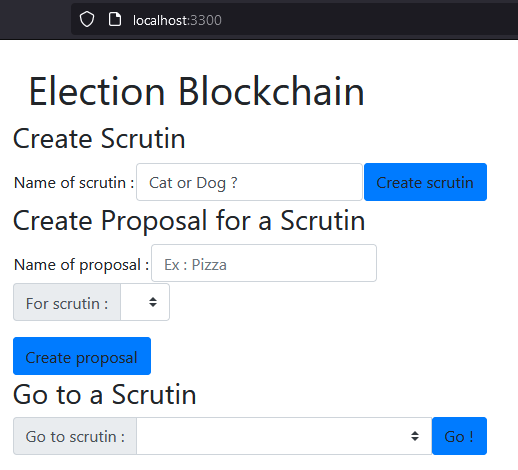 localhost:3300
Election Blockchain
Create Scrutin
Name of scrutin : Cat or Dog ? Create scrutin
Create Proposal for a Scrutin
Name of proposal : Ex : Pizza
For scrutin :
Create proposal
Go to a Scrutin
Go to scrutin : Go !